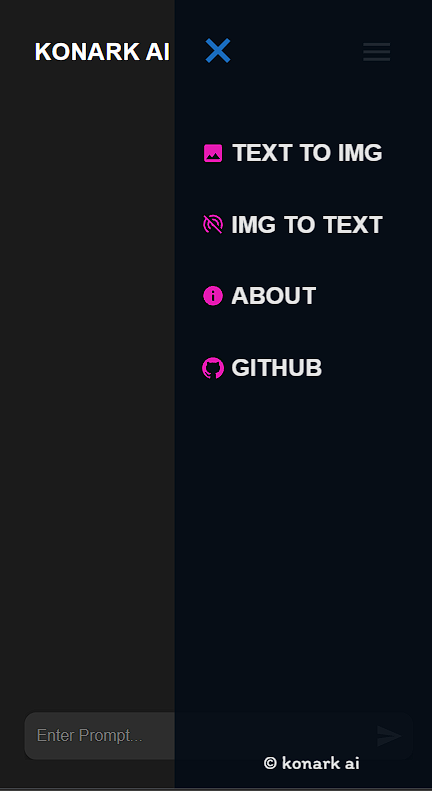 KONARK AI
TEXT TO IMG
IMG TO TEXT
ABOUT
GITHUB
Enter Prompt...
© konark ai